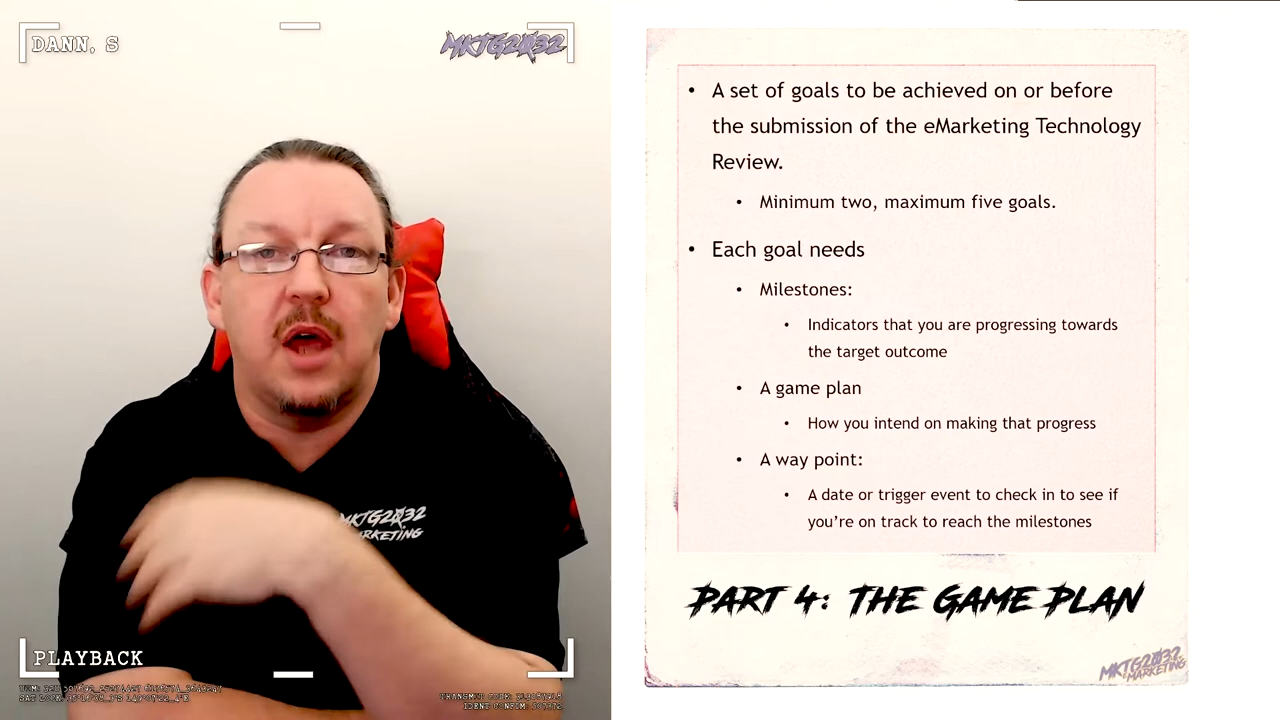 DANN, S
MKTG2032
MKTG2032
MARKETING
PLAYBACK
• A set of goals to be achieved on or before
the submission of the eMarketing Technology
Review.
• Minimum two, maximum five goals.
• Each goal needs
• Milestones:
• Indicators that you are progressing towards
the target outcome
• A game plan
• How you intend on making that progress
• A way point:
• A date or trigger event to check in to see if
you’re on track to reach the milestones
PART 4: THE GAME PLAN
MKTG2032
MARKETING